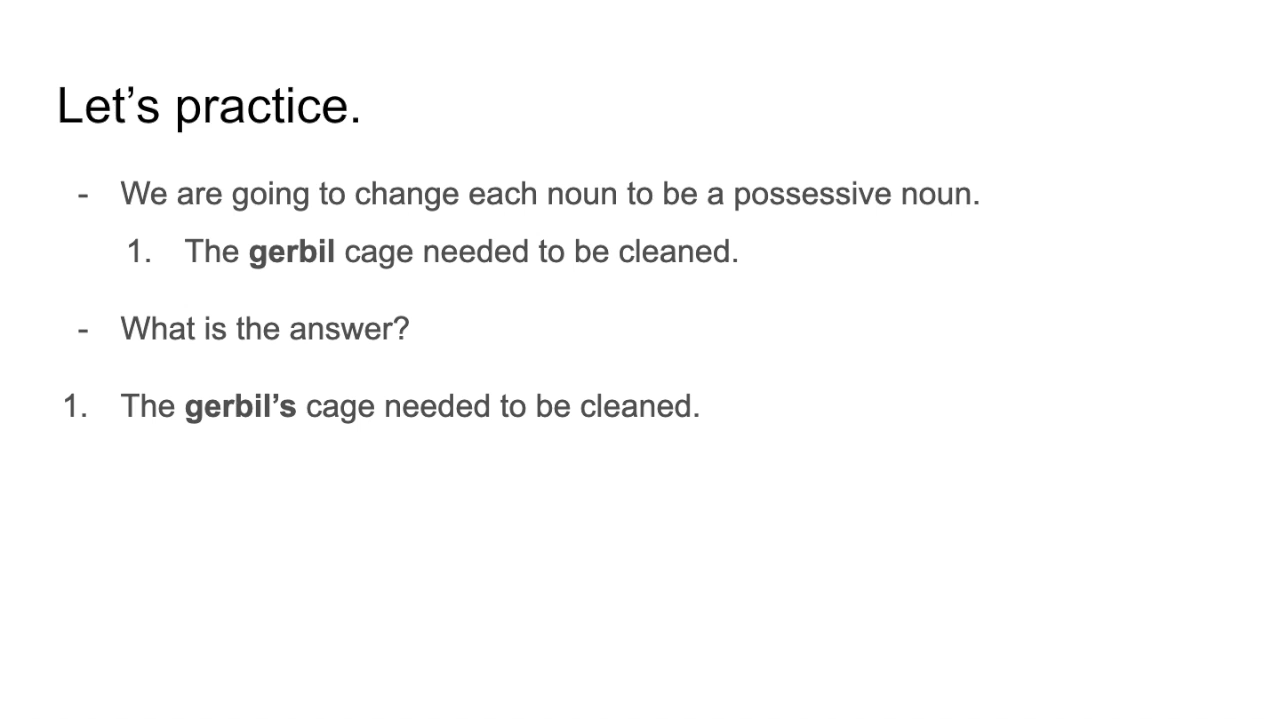 Let’s practice.
- We are going to change each noun to be a possessive noun.
1. The gerbil cage needed to be cleaned.
- What is the answer?
1. The gerbil’s cage needed to be cleaned.